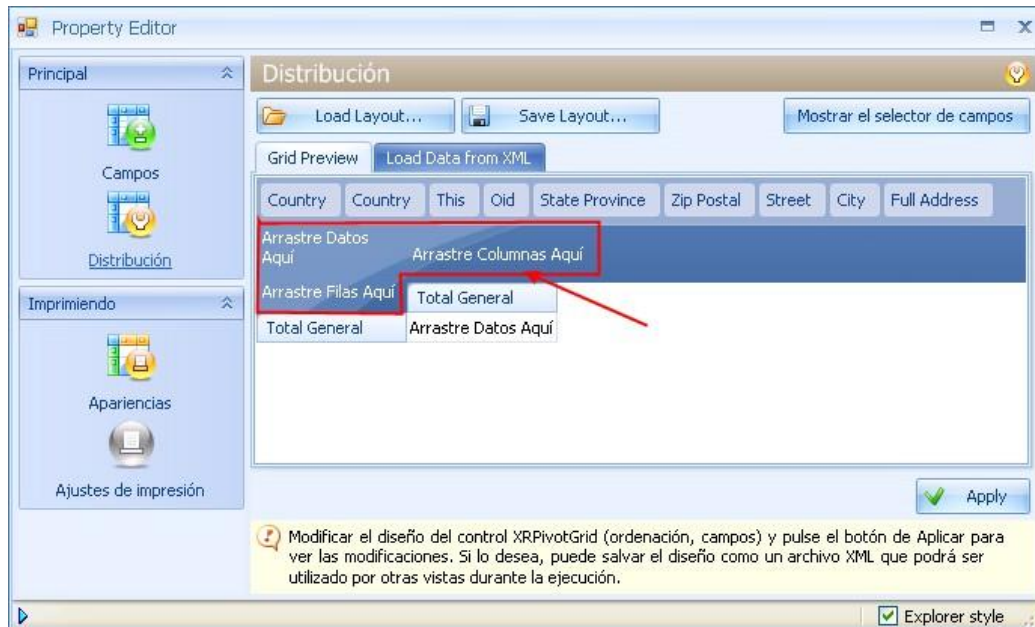 Property Editor
Principal
Campos
Distribución
Imprimiendo
Apariencias
Ajustes de impresión
Distribución
Load Layout...
Save Layout...
Mostrar el selector de campos
Grid Preview
Load Data from XML
Country
Country
This
Oid
State Province
Zip Postal
Street
City
Full Address
Arrastre Datos
Aquí
Arrastre Columnas Aquí
Arrastre Filas Aquí
Total General
Total General
Arrastre Datos Aquí
Apply
Modificar el diseño del control XRPivotGrid (ordenación, campos) y pulse el botón de Aplicar para
ver las modificaciones. Si lo desea, puede salvar el diseño como un archivo XML que podrá ser
utilizado por otras vistas durante la ejecución.
Explorer style